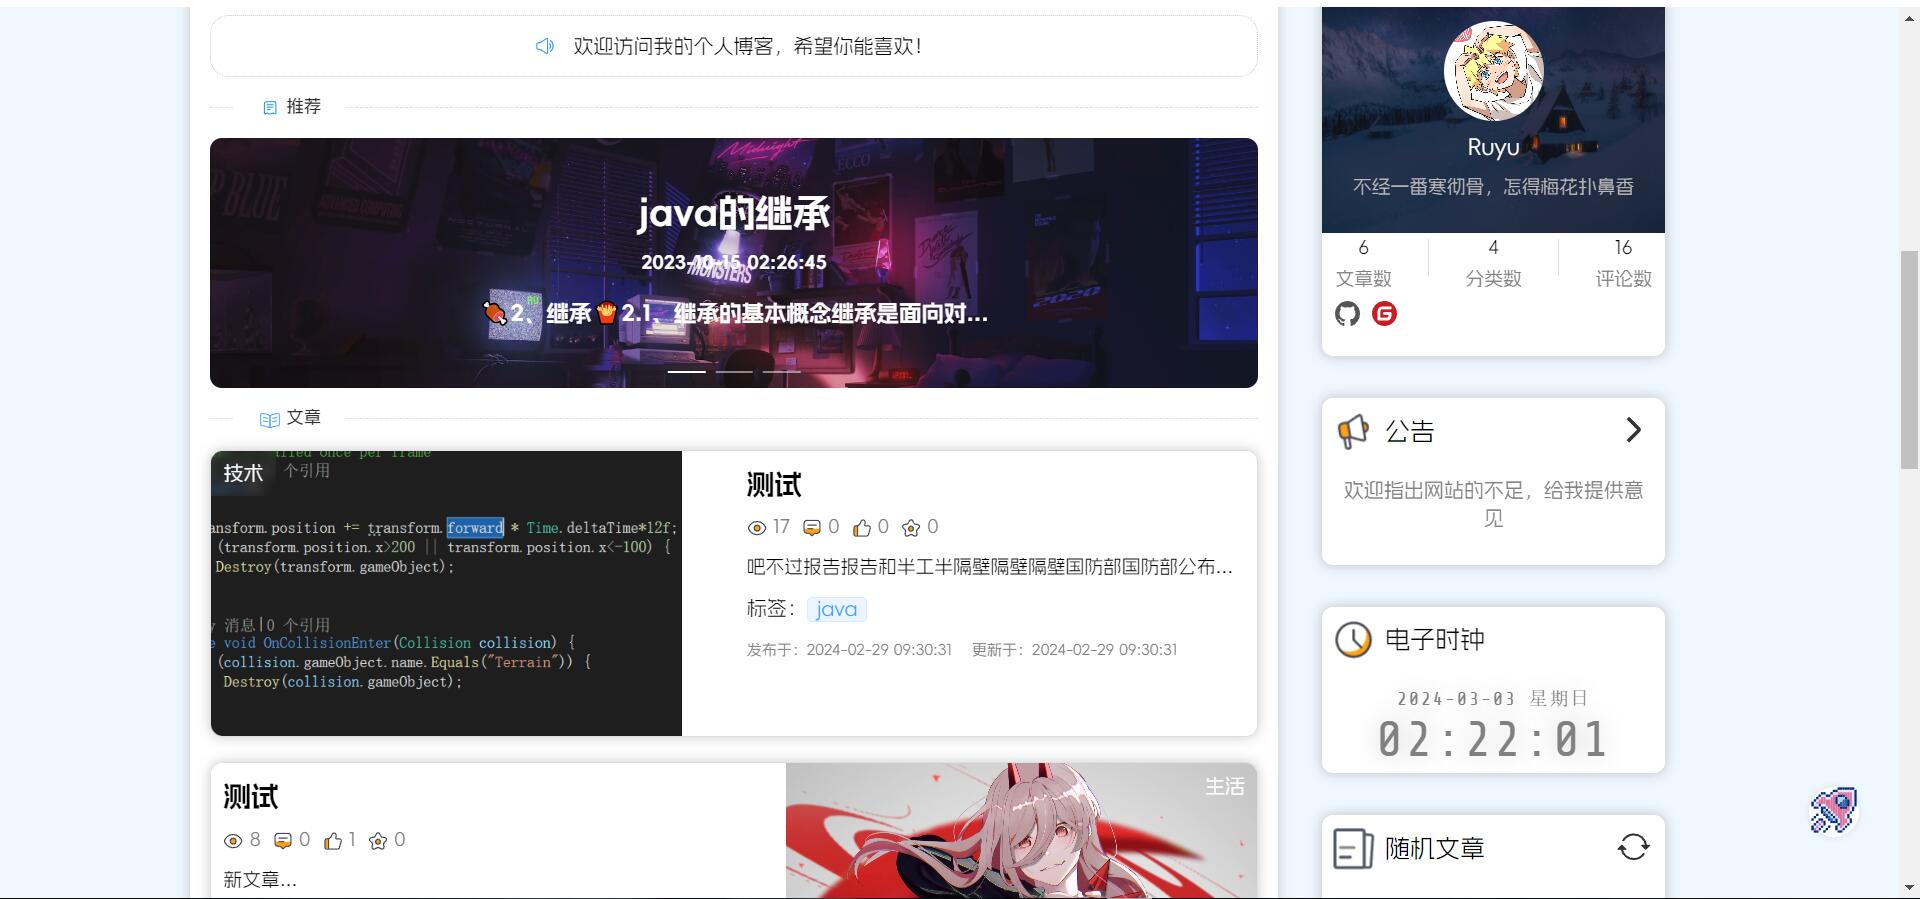 欢迎访问我的个人博客，希望你能喜欢！
推荐
Midnight
ECCO
P BLUE
ADVANCED COMPUTING
java的继承
2023-10-15 02:26:45
MONSTERS
2020
🍖2、继承🍟2.1、继承的基本概念继承是面向对...
文章
技术
lled once per frame
个引用
ansform.position += transform.forward * Time.deltaTime*12f;
(transform.position.x>200 || transform.position.x<-100) {
Destroy(transform.gameObject);
消息|0 个引用
e void OnCollisionEnter(Collision collision) {
(collision.gameObject.name.Equals("Terrain")) {
Destroy(collision.gameObject);
测试
17 0 0 0
吧不过报告报告和半工半隔壁隔壁隔壁国防部国防部公布...
标签： java
发布于：2024-02-29 09:30:31 更新于：2024-02-29 09:30:31
测试
8 0 1 0
新文章...
生活
Ruyu
不经一番寒彻骨，怎得梅花扑鼻香
6 4 16
文章数 分类数 评论数
公告
欢迎指出网站的不足，给我提供意
见
电子时钟
2024-03-03 星期日
02:22:01
随机文章